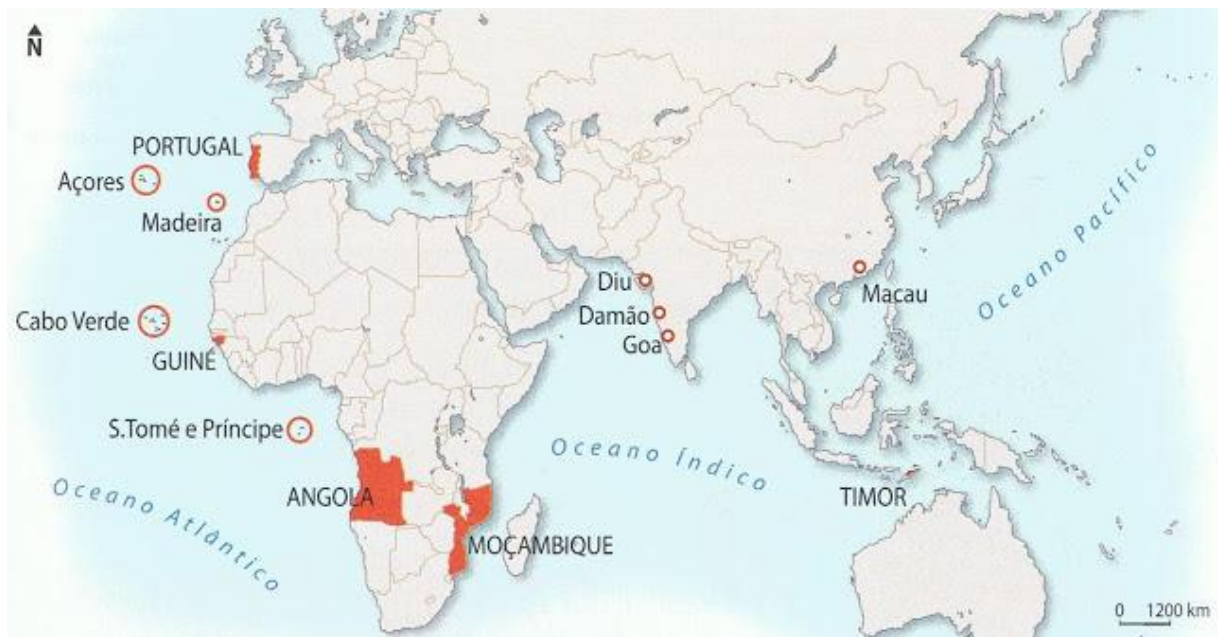 N
PORTUGAL
Açores
Madeira
Cabo Verde
GUINÉ
S.Tomé e Príncipe
ANGOLA
MOÇAMBIQUE
Diu
Damão
Goa
Macau
TIMOR
Oceano Atlântico
Oceano Índico
Oceano Pacífico
0 1200 km